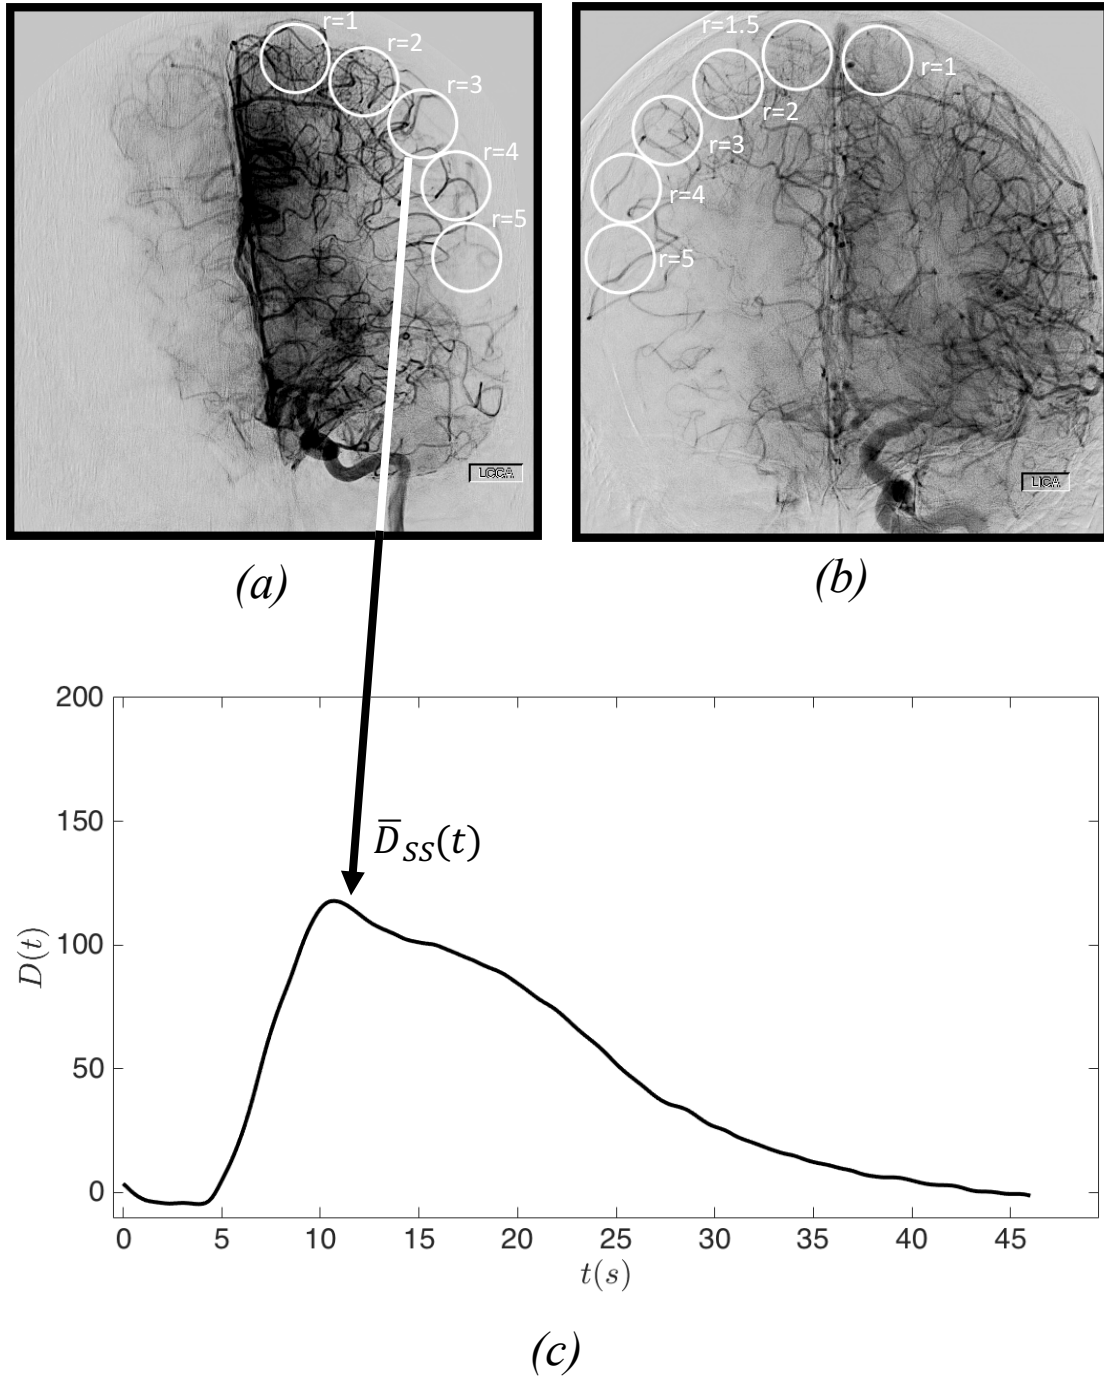 r=1
r=2
r=3
r=4
r=5
LCCA
r=1.5
r=1
r=2
r=3
r=4
r=5
LICA
(a)
(b)
200
150
100
50
0
D(t)
D̅_SS(t)
0 5 10 15 20 25 30 35 40 45
t(s)
(c)